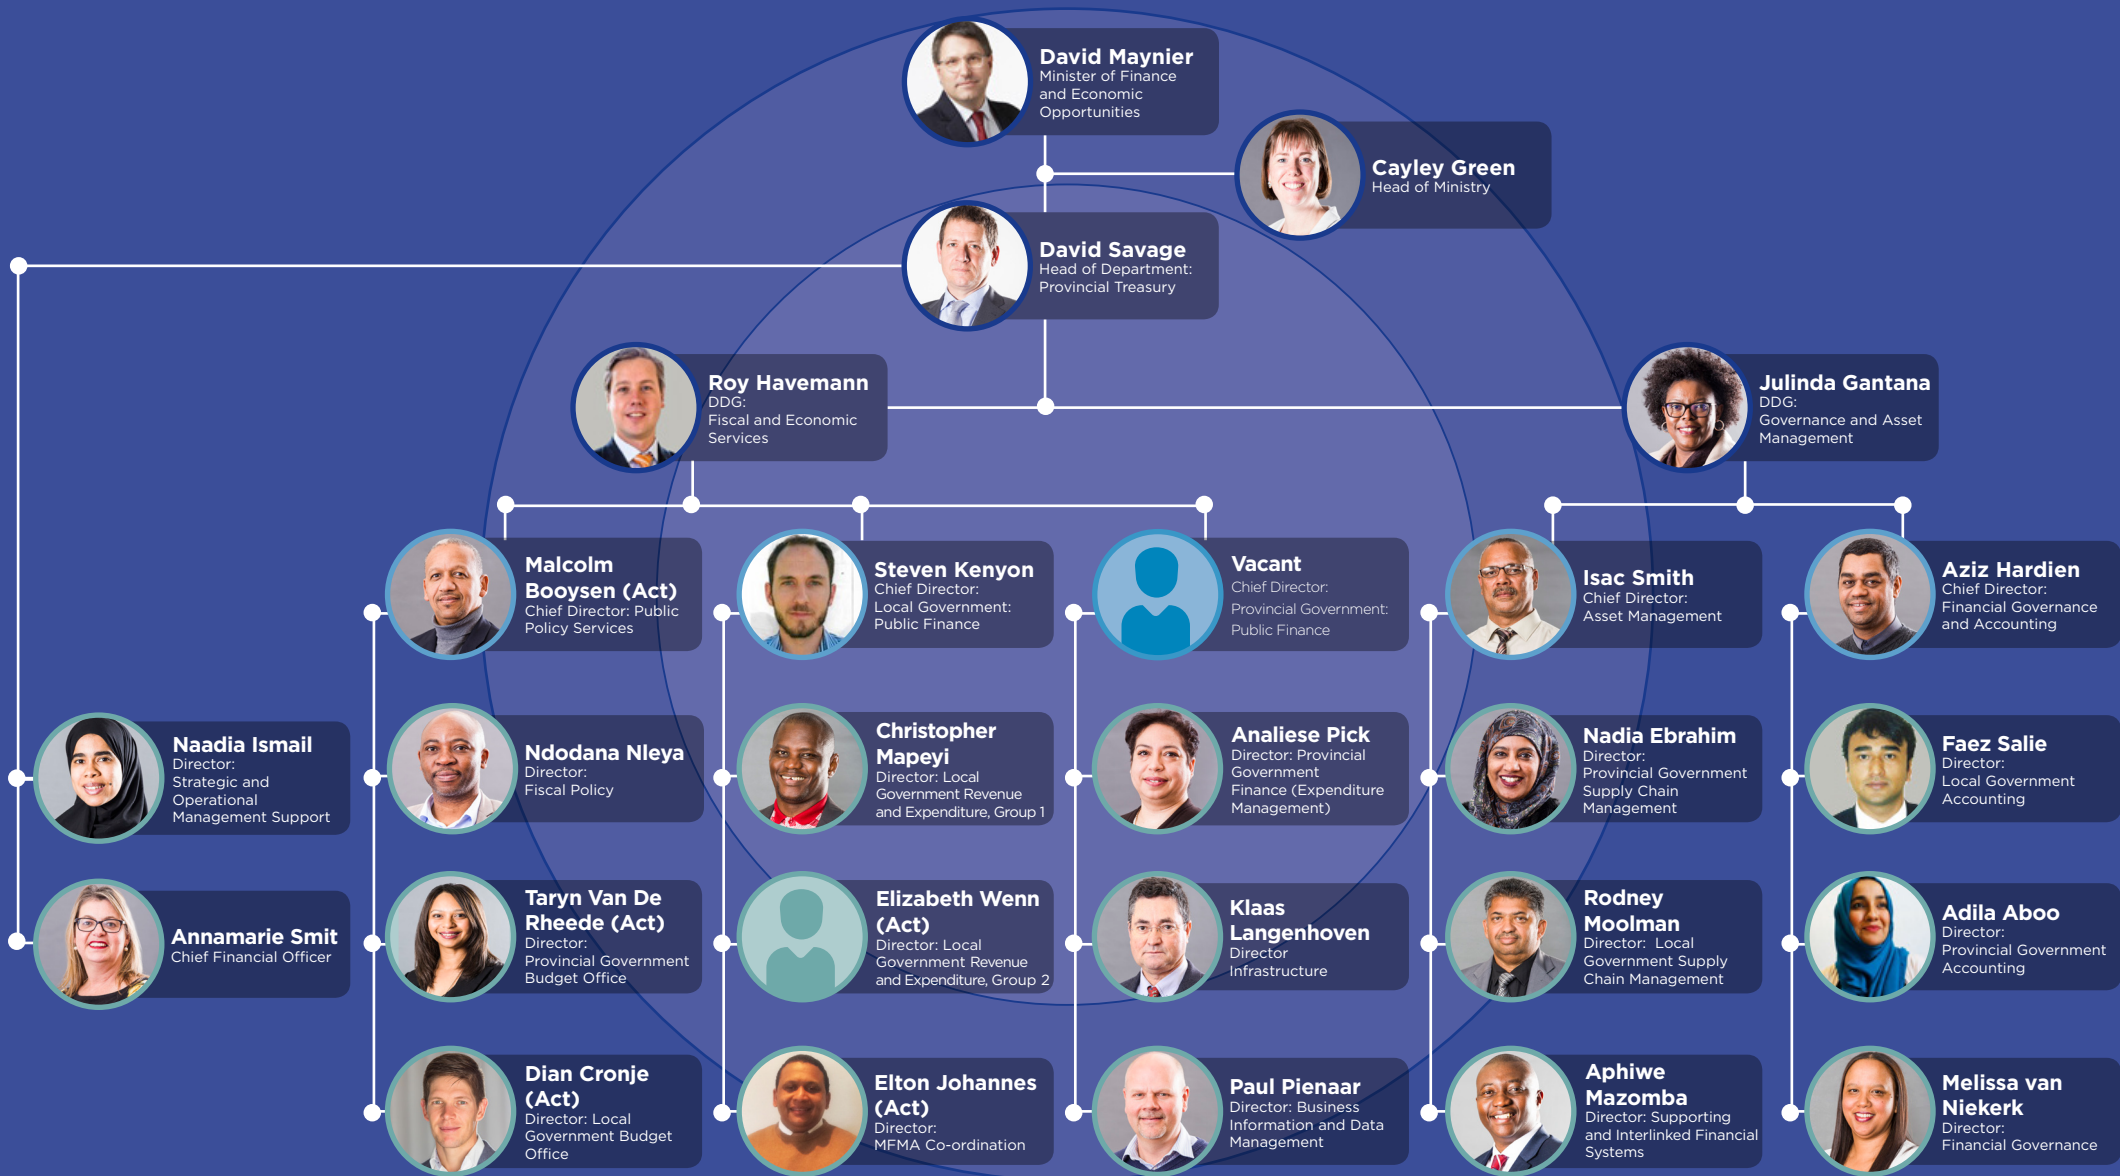 David Maynier
Minister of Finance
and Economic
Opportunities
Cayley Green
Head of Ministry
David Savage
Head of Department:
Provincial Treasury
Roy Havemann
DDG:
Fiscal and Economic
Services
Julinda Gantana
DDG:
Governance and Asset
Management
Malcolm
Booysen (Act)
Chief Director: Public
Policy Services
Steven Kenyon
Chief Director:
Local Government:
Public Finance
Vacant
Chief Director:
Provincial Government:
Public Finance
Isac Smith
Chief Director:
Asset Management
Aziz Hardien
Chief Director:
Financial Governance
and Accounting
Naadia Ismail
Director:
Strategic and
Operational
Management Support
Ndodana Nleya
Director:
Fiscal Policy
Christopher
Mapeyi
Director: Local
Government Revenue
and Expenditure, Group 1
Analiese Pick
Director: Provincial
Government
Finance (Expenditure
Management)
Nadia Ebrahim
Director:
Provincial Government
Supply Chain
Management
Faez Salie
Director:
Local Government
Accounting
Annamarie Smit
Chief Financial Officer
Taryn Van De
Rheede (Act)
Director:
Provincial Government
Budget Office
Elizabeth Wenn
(Act)
Director: Local
Government Revenue
and Expenditure, Group 2
Klaas
Langenhoven
Director
Infrastructure
Rodney
Moolman
Director: Local
Government Supply
Chain Management
Adila Aboo
Director:
Provincial Government
Accounting
Dian Cronje
(Act)
Director: Local
Government Budget
Office
Elton Johannes
(Act)
Director:
MFMA Co-ordination
Paul Pienaar
Director: Business
Information and Data
Management
Aphiwe
Mazomba
Director: Supporting
and Interlinked Financial
Systems
Melissa van
Niekerk
Director:
Financial Governance